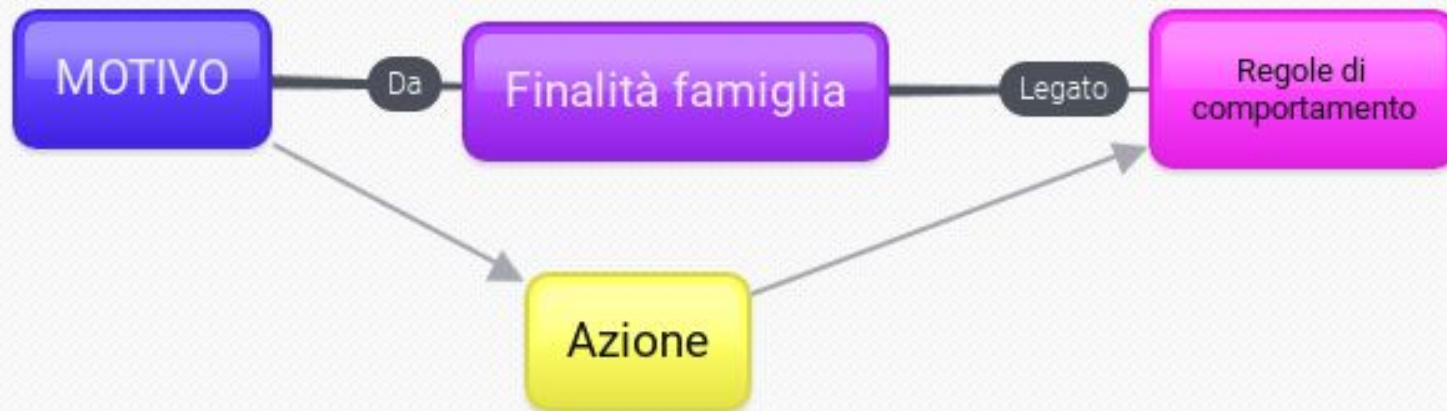 MOTIVO
Da
Finalità famiglia
Legato
Regole di
comportamento
Azione